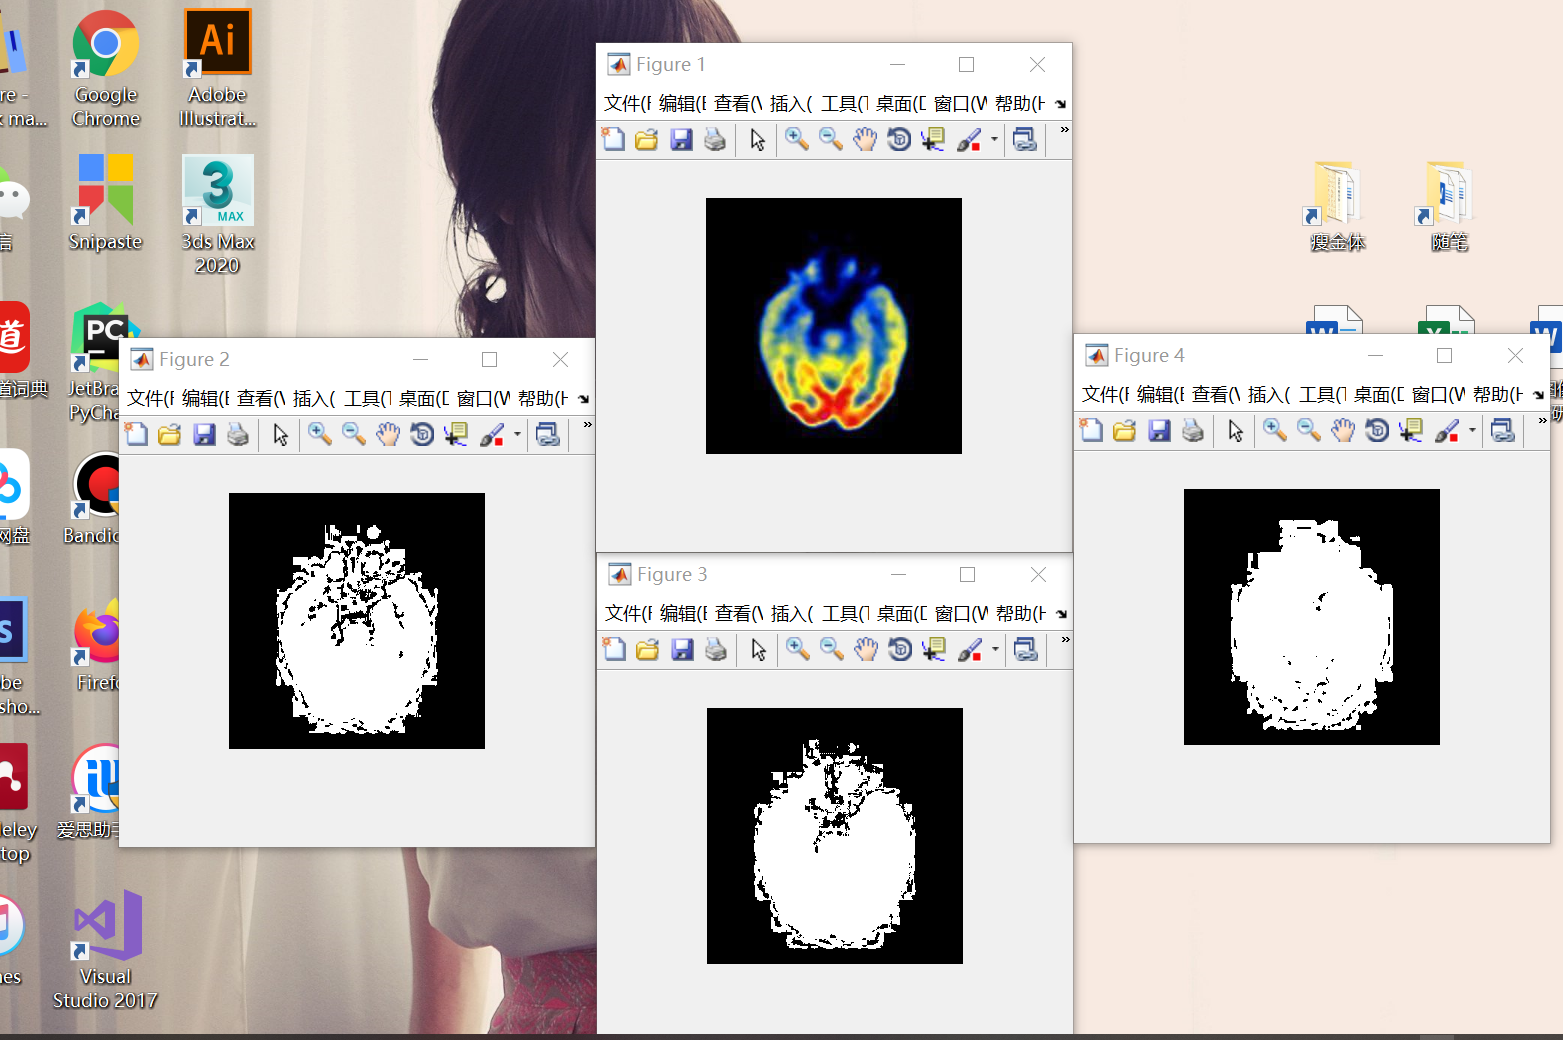 re -
Google
Chrome
Ai
Adobe
Illustrat...
k ma...
信
Snipaste
3
MAX
3ds Max
2020
道
道词典
PC
JetBra
PyCha
网盘
Bandic
be
sho...
Firefo
eley
top
爱思助手
nes
Visual
Studio 2017
Figure 1
文件(F 编辑(E 查看(V 插入( 工具(T 桌面(D 窗口(W 帮助(H
Figure 2
文件(F 编辑(E 查看(V 插入( 工具(T 桌面(D 窗口(W 帮助(H
Figure 3
文件(F 编辑(E 查看(V 插入( 工具(T 桌面(D 窗口(W 帮助(H
Figure 4
文件(F 编辑(E 查看(V 插入( 工具(T 桌面(D 窗口(W 帮助(H
瘦金体
随笔